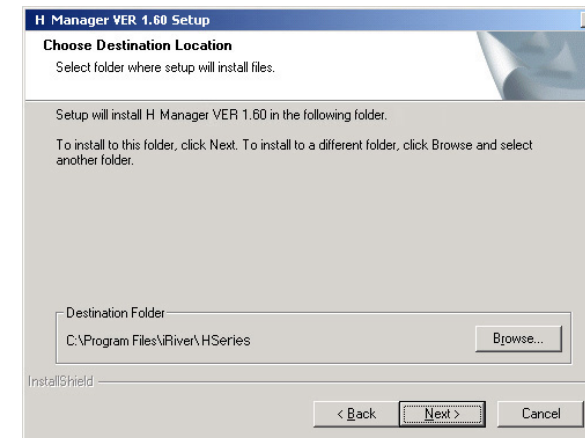 H Manager VER 1.60 Setup
Choose Destination Location
Select folder where setup will install files.
Setup will install H Manager VER 1.60 in the following folder.
To install to this folder, click Next. To install to a different folder, click Browse and select
another folder.
Destination Folder
C:\Program Files\iRiver\HSeries
Browse...
InstallShield
< Back
Next >
Cancel